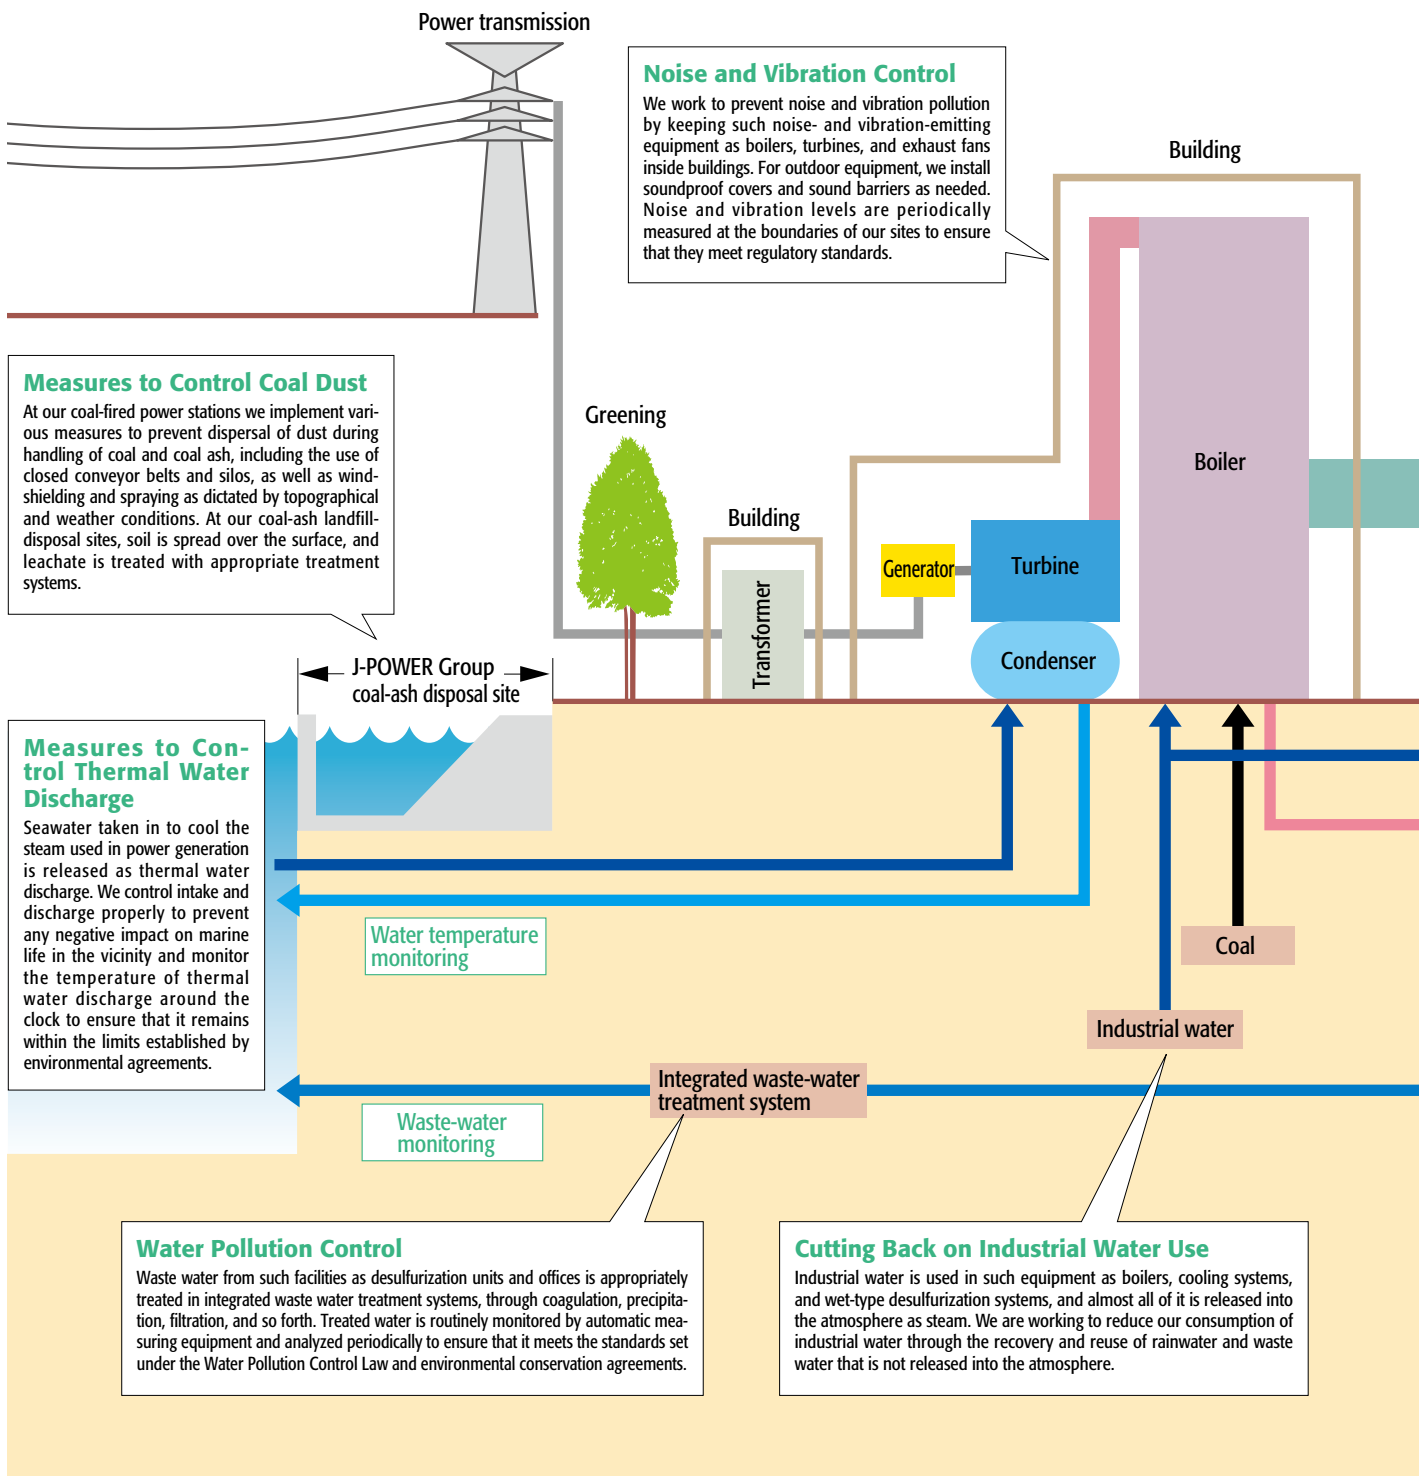 Power transmission
Noise and Vibration Control
We work to prevent noise and vibration pollution
by keeping such noise- and vibration-emitting
equipment as boilers, turbines, and exhaust fans
inside buildings. For outdoor equipment, we install
soundproof covers and sound barriers as needed.
Noise and vibration levels are periodically
measured at the boundaries of our sites to ensure
that they meet regulatory standards.
Building
Measures to Control Coal Dust
At our coal-fired power stations we implement vari-
ous measures to prevent dispersal of dust during
handling of coal and coal ash, including the use of
closed conveyor belts and silos, as well as wind-
shielding and spraying as dictated by topographical
and weather conditions. At our coal-ash landfill-
disposal sites, soil is spread over the surface, and
leachate is treated with appropriate treatment
systems.
Greening
Building
Boiler
Generator
Turbine
Transformer
Condenser
J-POWER Group
coal-ash disposal site
Measures to Con-
trol Thermal Water
Discharge
Seawater taken in to cool the
steam used in power generation
is released as thermal water
discharge. We control intake and
discharge properly to prevent
any negative impact on marine
life in the vicinity and monitor
the temperature of thermal
water discharge around the
clock to ensure that it remains
within the limits established by
environmental agreements.
Water temperature
monitoring
Coal
Industrial water
Integrated waste-water
treatment system
Waste-water
monitoring
Water Pollution Control
Waste water from such facilities as desulfurization units and offices is appropriately
treated in integrated waste water treatment systems, through coagulation, precipita-
tion, filtration, and so forth. Treated water is routinely monitored by automatic mea-
suring equipment and analyzed periodically to ensure that it meets the standards set
under the Water Pollution Control Law and environmental conservation agreements.
Cutting Back on Industrial Water Use
Industrial water is used in such equipment as boilers, cooling systems,
and wet-type desulfurization systems, and almost all of it is released into
the atmosphere as steam. We are working to reduce our consumption of
industrial water through the recovery and reuse of rainwater and waste
water that is not released into the atmosphere.